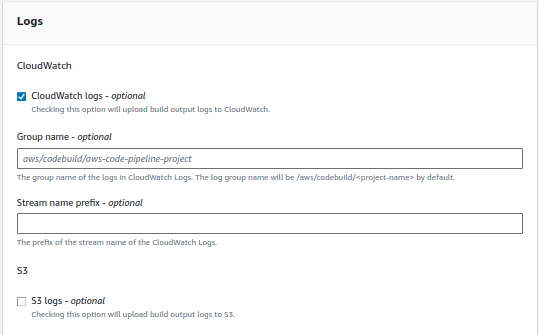 Logs
CloudWatch
CloudWatch logs - optional
Checking this option will upload build output logs to CloudWatch.
Group name - optional
aws/codebuild/aws-code-pipeline-project
The group name of the logs in CloudWatch Logs. The log group name will be /aws/codebuild/<project-name> by default.
Stream name prefix - optional
The prefix of the stream name of the CloudWatch Logs.
S3
S3 logs - optional
Checking this option will upload build output logs to S3.